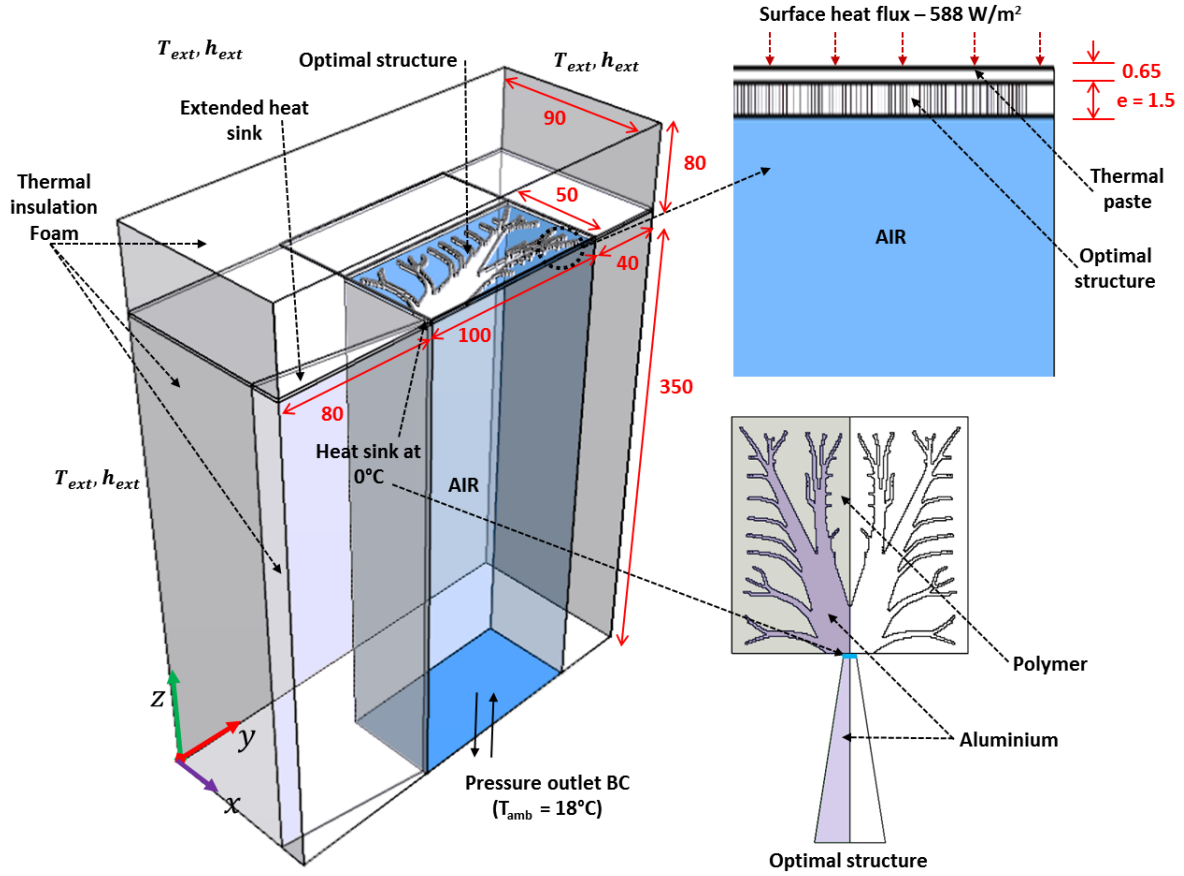 T_ext, h_ext
Optimal structure
T_ext, h_ext
Extended heat
sink
90
80
Thermal
insulation
Foam
50
40
100
350
80
Heat sink at
0°C
AIR
T_ext, h_ext
Z
y
x
Pressure outlet BC
(T_amb = 18°C)
Surface heat flux – 588 W/m²
0.65
e = 1.5
Thermal
paste
AIR
Optimal
structure
Polymer
Aluminium
Optimal structure